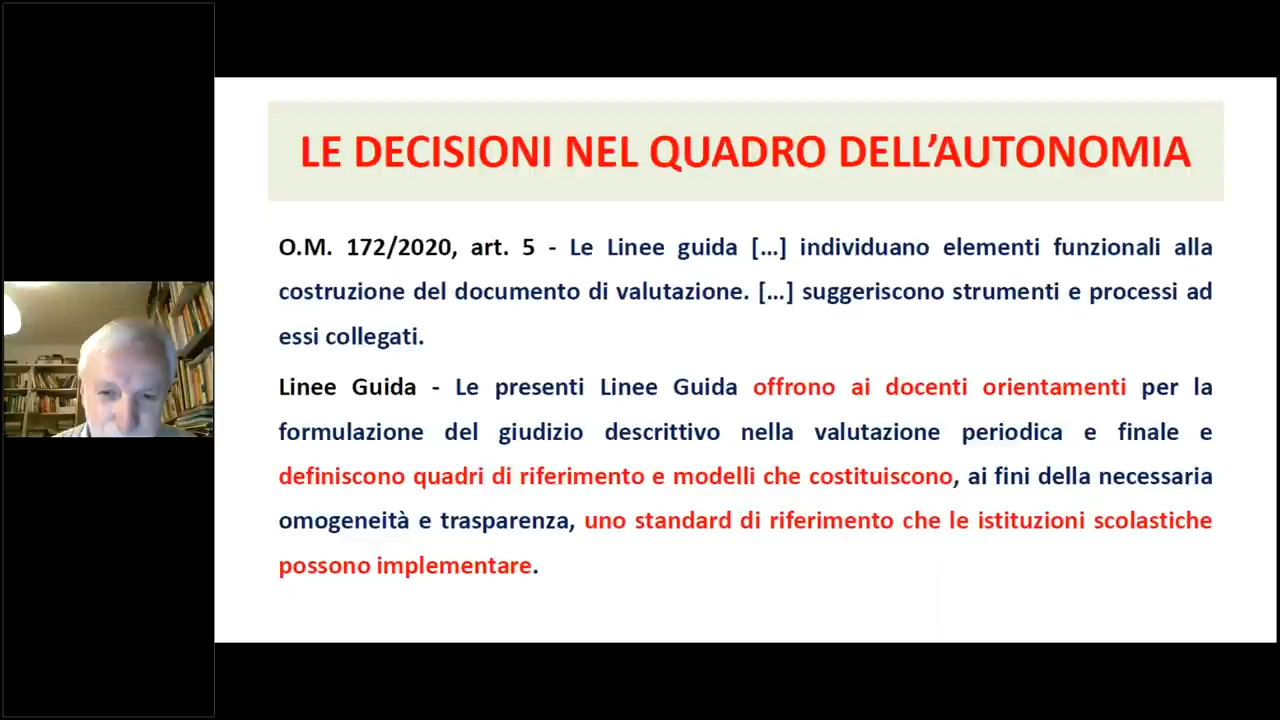 LE DECISIONI NEL QUADRO DELL’AUTONOMIA
O.M. 172/2020, art. 5 - Le Linee guida [...] individuano elementi funzionali alla
costruzione del documento di valutazione. [...] suggeriscono strumenti e processi ad
essi collegati.
Linee Guida - Le presenti Linee Guida offrono ai docenti orientamenti per la
formulazione del giudizio descrittivo nella valutazione periodica e finale e
definiscono quadri di riferimento e modelli che costituiscono, ai fini della necessaria
omogeneità e trasparenza, uno standard di riferimento che le istituzioni scolastiche
possono implementare.